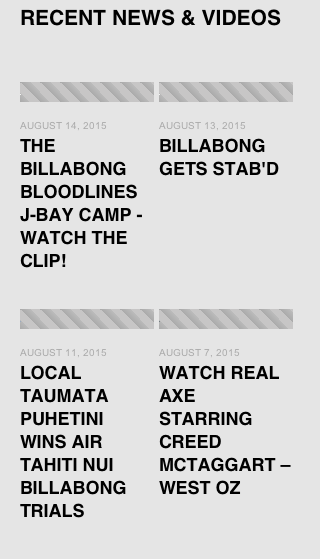 RECENT NEWS & VIDEOS
AUGUST 14, 2015
THE
BILLABONG
BLOODLINES
J-BAY CAMP -
WATCH THE
CLIP!
AUGUST 13, 2015
BILLABONG
GETS STAB'D
AUGUST 11, 2015
LOCAL
TAUMATA
PUHETINI
WINS AIR
TAHITI NUI
BILLABONG
TRIALS
AUGUST 7, 2015
WATCH REAL
AXE
STARRING
CREED
MCTAGGART –
WEST OZ